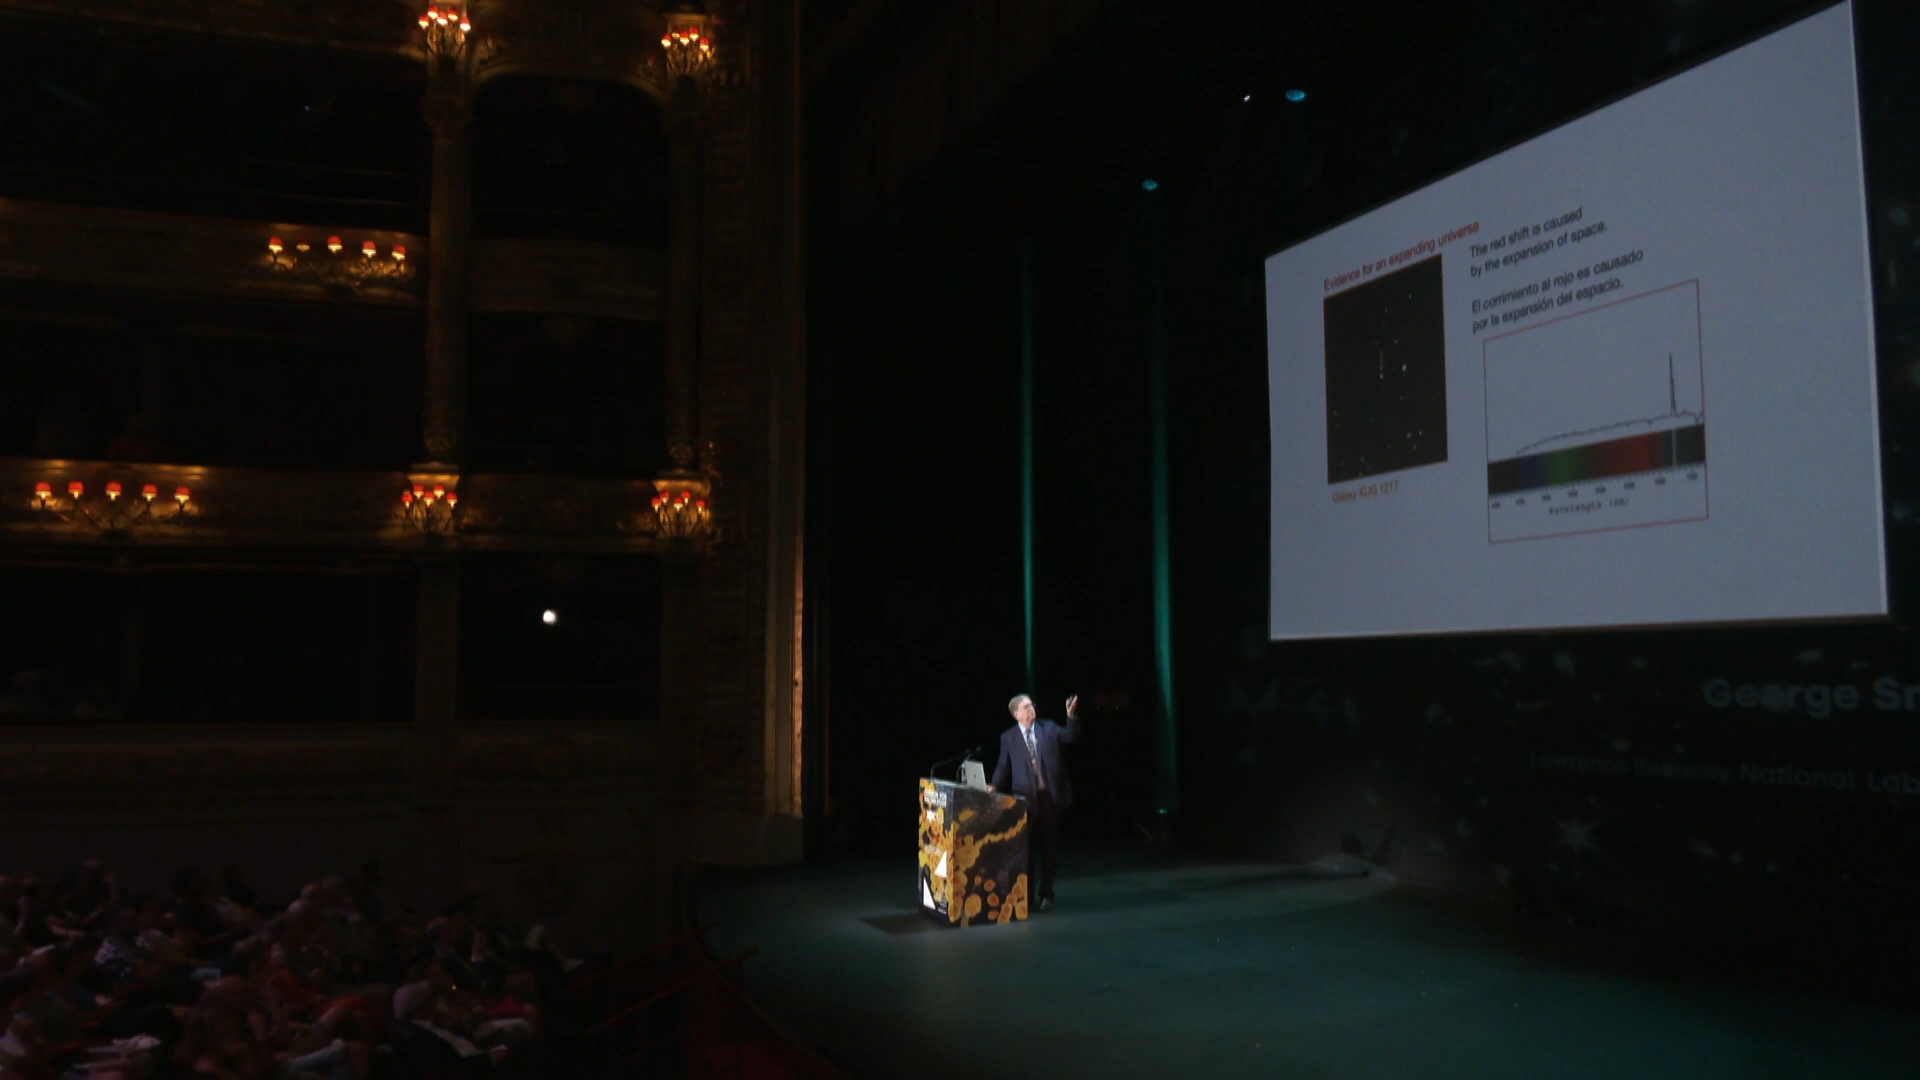 Evidence for an expanding universe
The red shift is caused
by the expansion of space.
El corrimiento al rojo es causado
por la expansión del espacio.
Galaxy KUG 1217
Wavelength
George
Lawrence Berkeley National Lab